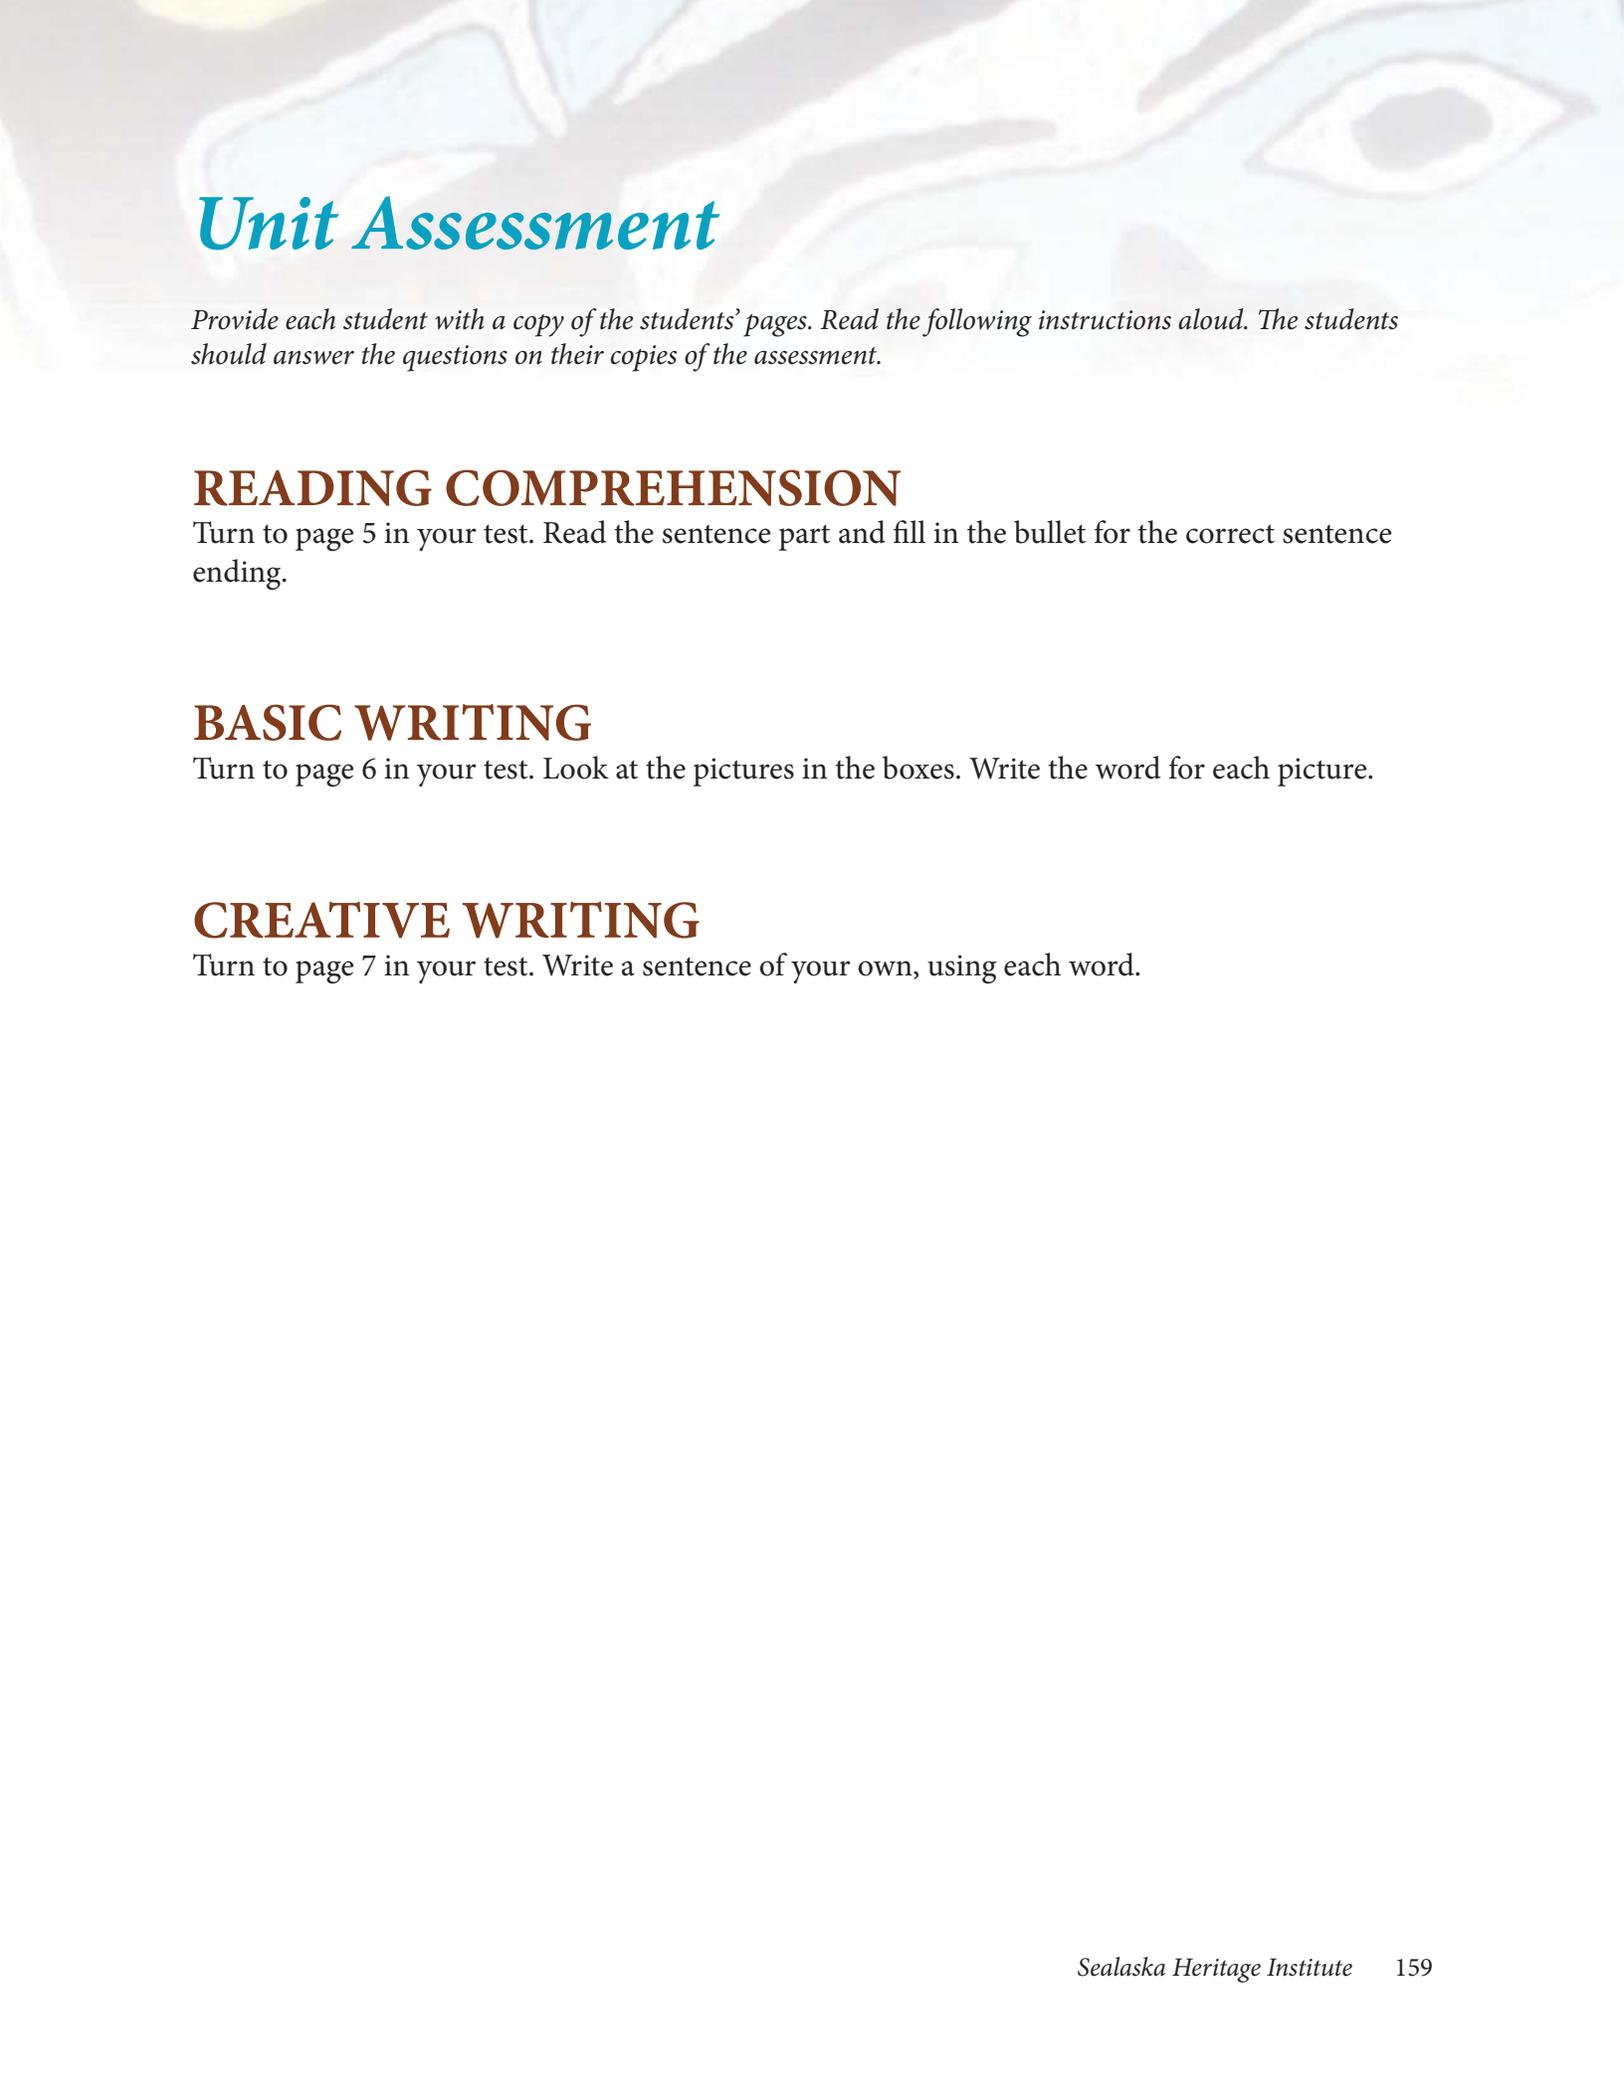 Unit Assessment
Provide each student with a copy of the students’ pages. Read the following instructions aloud. The students
should answer the questions on their copies of the assessment.
READING COMPREHENSION
Turn to page 5 in your test. Read the sentence part and fill in the bullet for the correct sentence
ending.
BASIC WRITING
Turn to page 6 in your test. Look at the pictures in the boxes. Write the word for each picture.
CREATIVE WRITING
Turn to page 7 in your test. Write a sentence of your own, using each word.
Sealaska Heritage Institute 159